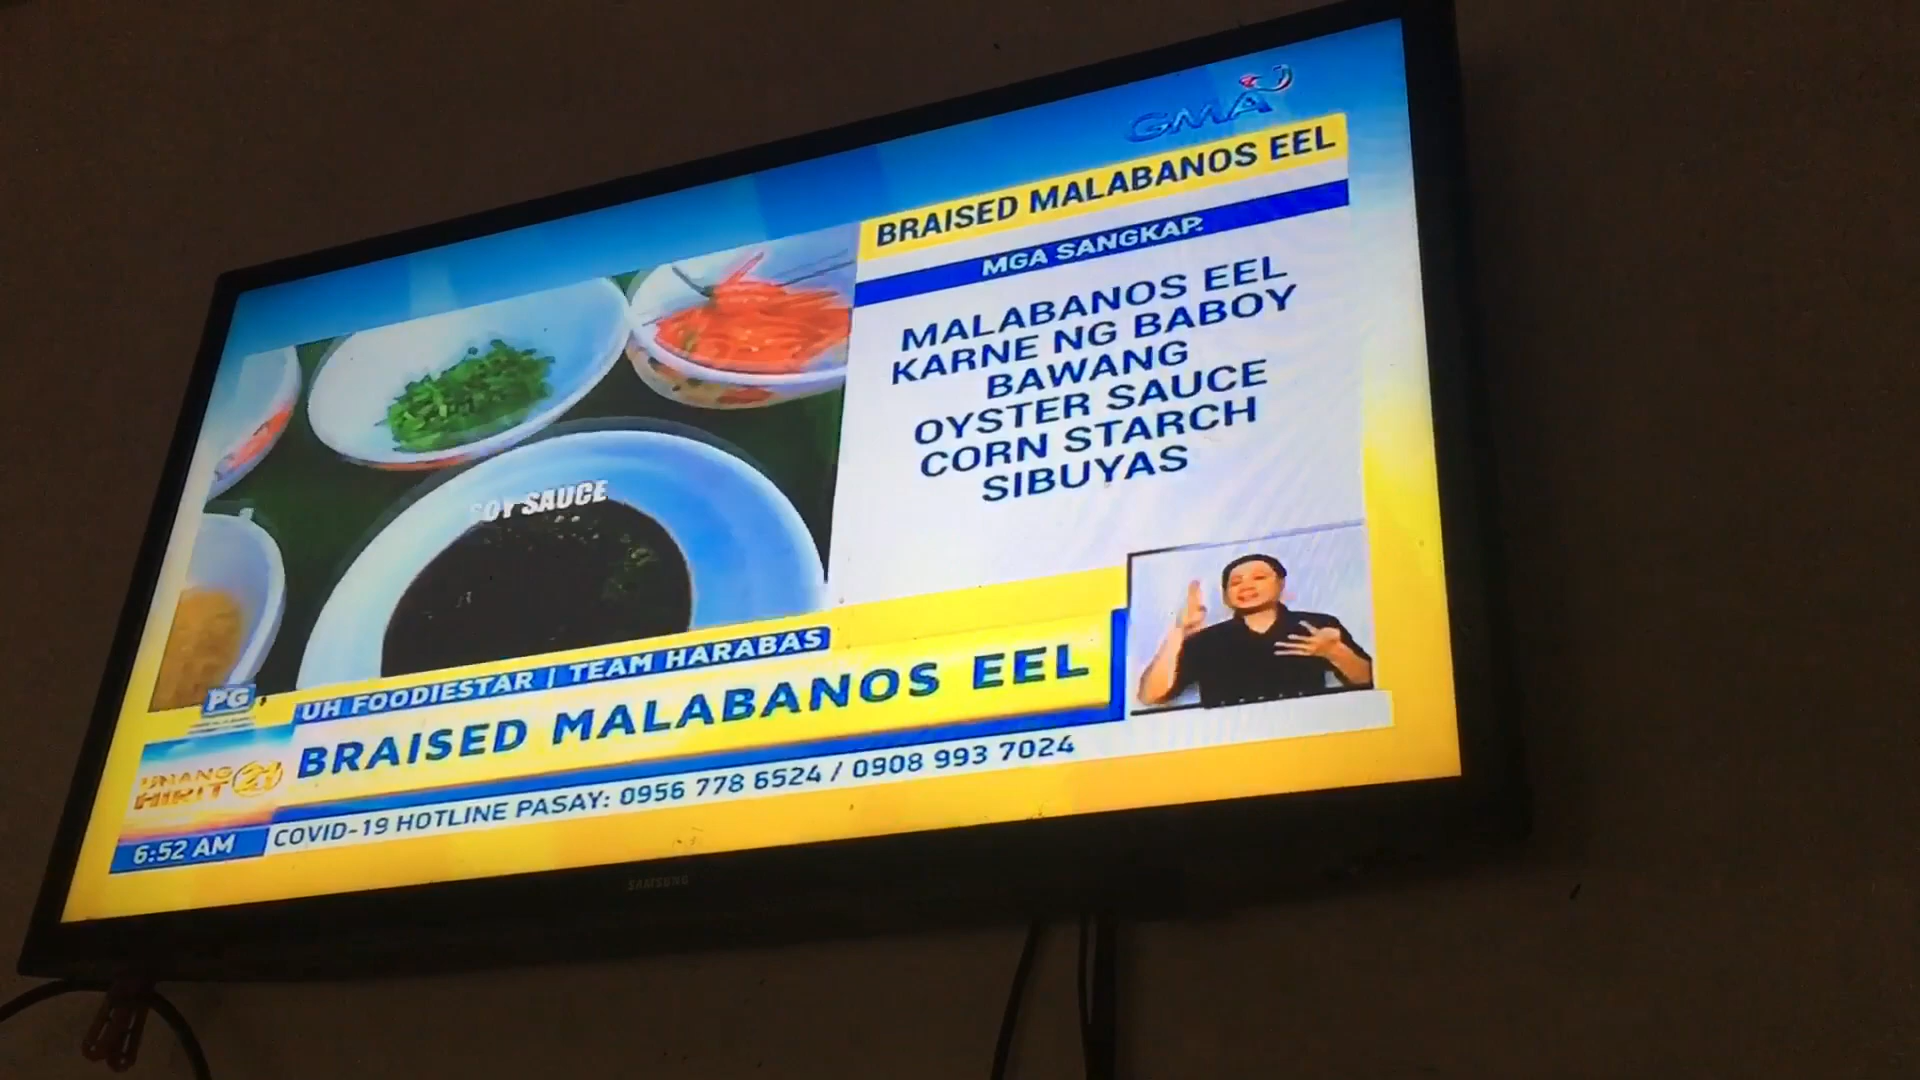 GMA
BRAISED MALABANOS EEL
MGA SANGKAP:
MALABANOS EEL
KARNE NG BABOY
BAWANG
OYSTER SAUCE
CORN STARCH
SIBUYAS
SOY SAUCE
PG
UH FOODIESTAR | TEAM HARABAS
BRAISED MALABANOS EEL
UNANG
HIRIT 21
COVID-19 HOTLINE PASAY: 0956 778 6524 / 0908 993 7024
6:52 AM
SAMSUNG